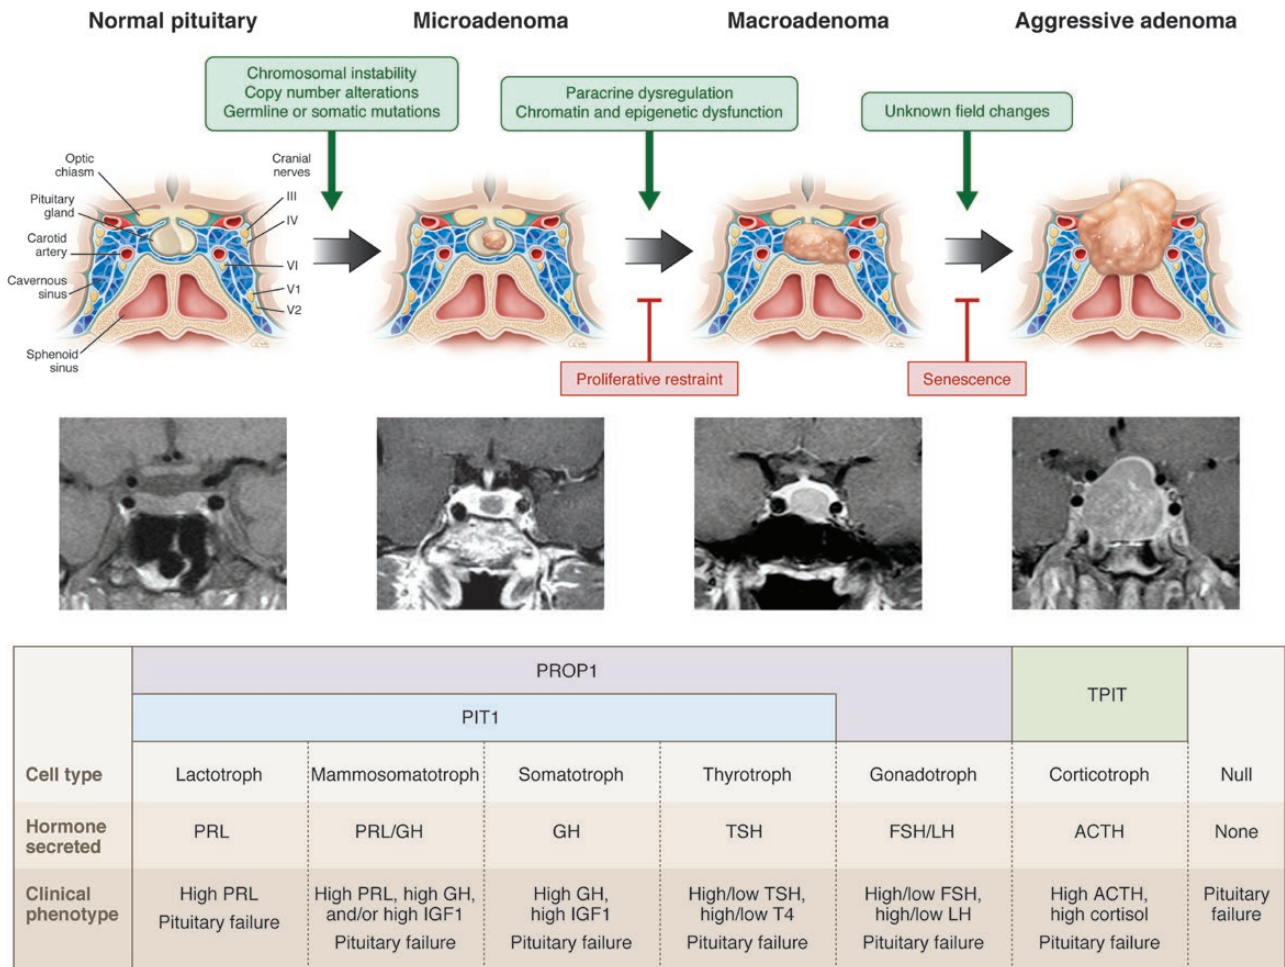 Normal pituitary
Microadenoma
Macroadenoma
Aggressive adenoma
Chromosomal instability
Copy number alterations
Germline or somatic mutations
Paracrine dysregulation
Chromatin and epigenetic dysfunction
Unknown field changes
Optic
chiasm
Pituitary
gland
Carotid
artery
Cavernous
sinus
Sphenoid
sinus
Cranial
nerves
III
IV
VI
V1
V2
Proliferative restraint
Senescence
PROP1
TPIT
PIT1
Cell type
Lactotroph
Mammosomatotroph
Somatotroph
Thyrotroph
Gonadotroph
Corticotroph
Null
Hormone
secreted
PRL
PRL/GH
GH
TSH
FSH/LH
ACTH
None
Clinical
phenotype
High PRL
Pituitary failure
High PRL, high GH,
and/or high IGF1
Pituitary failure
High GH,
high IGF1
Pituitary failure
High/low TSH,
high/low T4
Pituitary failure
High/low FSH,
high/low LH
Pituitary failure
High ACTH,
high cortisol
Pituitary failure
Pituitary
failure